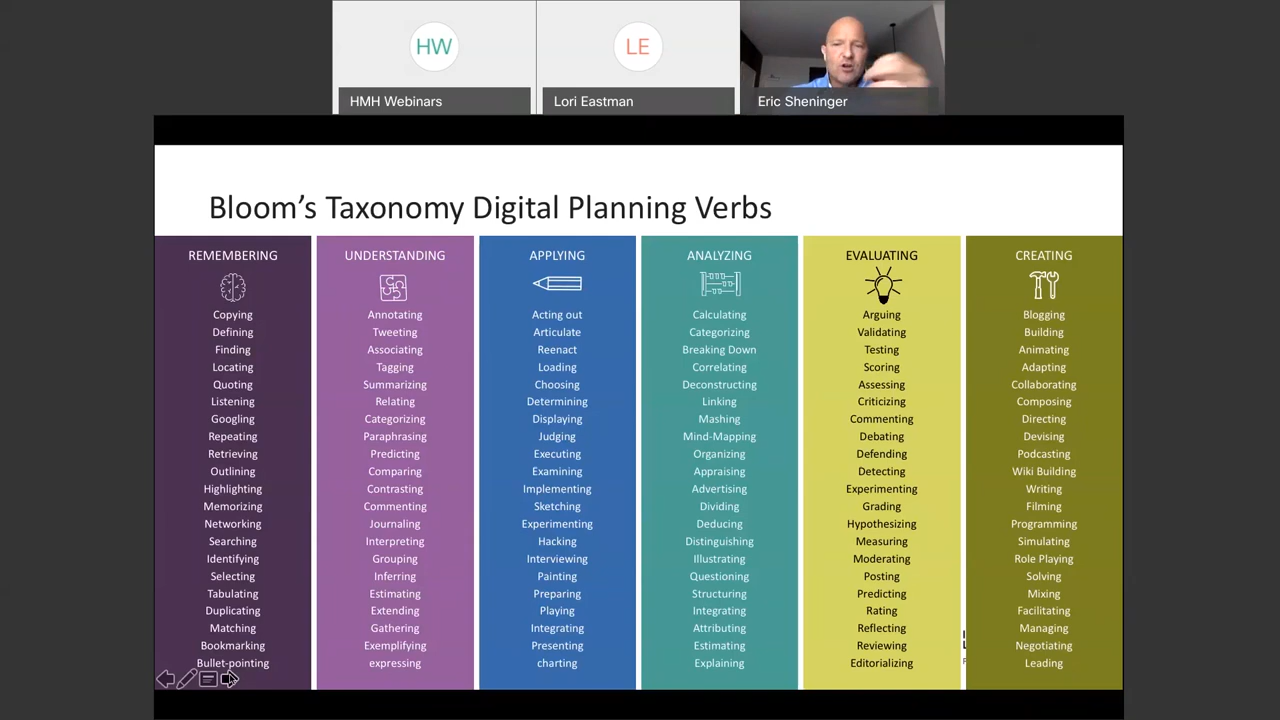 HW
LE
HMH Webinars
Lori Eastman
Eric Sheninger
Bloom's Taxonomy Digital Planning Verbs
REMEMBERING
Copying
Defining
Finding
Locating
Quoting
Listening
Googling
Repeating
Retrieving
Outlining
Highlighting
Memorizing
Networking
Searching
Identifying
Selecting
Tabulating
Duplicating
Matching
Bookmarking
Bullet-pointing
UNDERSTANDING
Annotating
Tweeting
Associating
Tagging
Summarizing
Relating
Categorizing
Paraphrasing
Predicting
Comparing
Contrasting
Commenting
Journaling
Interpreting
Grouping
Inferring
Estimating
Extending
Gathering
Exemplifying
expressing
APPLYING
Acting out
Articulate
Reenact
Loading
Choosing
Determining
Displaying
Judging
Executing
Examining
Implementing
Sketching
Experimenting
Hacking
Interviewing
Painting
Preparing
Playing
Integrating
Presenting
charting
ANALYZING
Calculating
Categorizing
Breaking Down
Correlating
Deconstructing
Linking
Mashing
Mind-Mapping
Organizing
Appraising
Advertising
Dividing
Deducing
Distinguishing
Illustrating
Questioning
Structuring
Integrating
Attributing
Estimating
Explaining
EVALUATING
Arguing
Validating
Testing
Scoring
Assessing
Criticizing
Commenting
Debating
Defending
Detecting
Experimenting
Grading
Hypothesizing
Measuring
Moderating
Posting
Predicting
Rating
Reflecting
Reviewing
Editorializing
CREATING
Blogging
Building
Animating
Adapting
Collaborating
Composing
Directing
Devising
Podcasting
Wiki Building
Writing
Filming
Programming
Simulating
Role Playing
Solving
Mixing
Facilitating
Managing
Negotiating
Leading